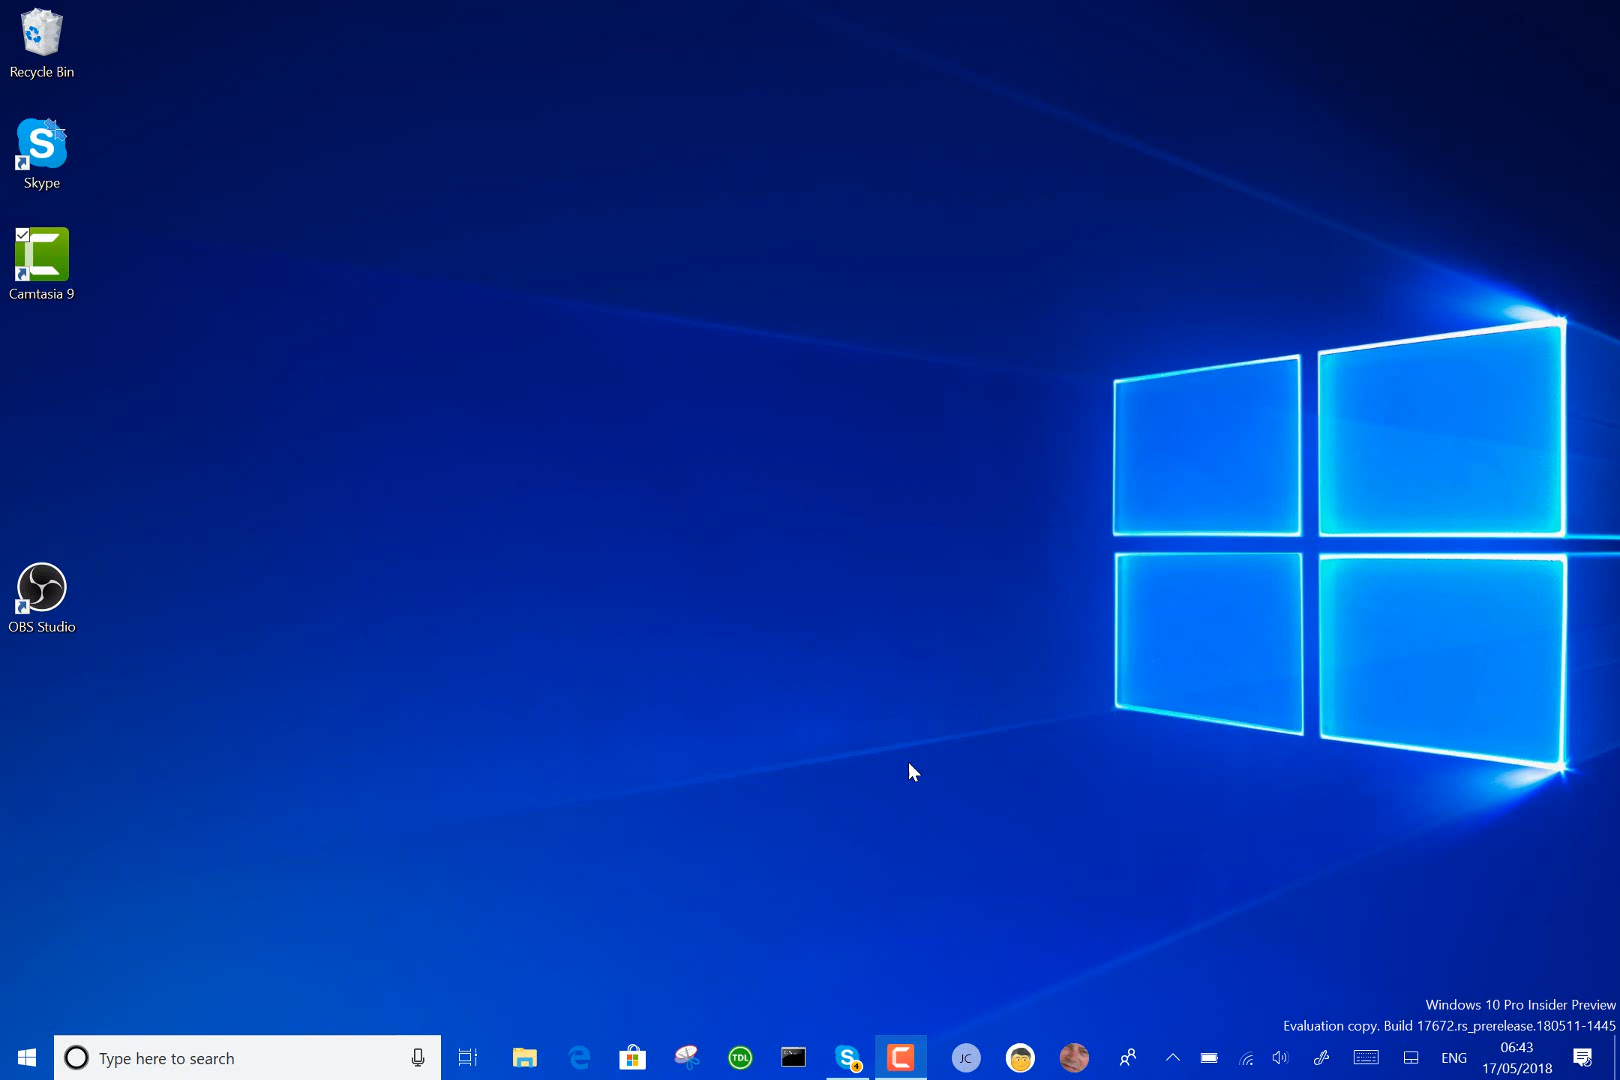 Recycle Bin
S
Skype
Camtasia 9
OBS Studio
Windows 10 Pro Insider Preview
Evaluation copy. Build 17672.rs_prerelease.180511-1445
Type here to search
TDL
S
4
JC
ENG
06:43
17/05/2018